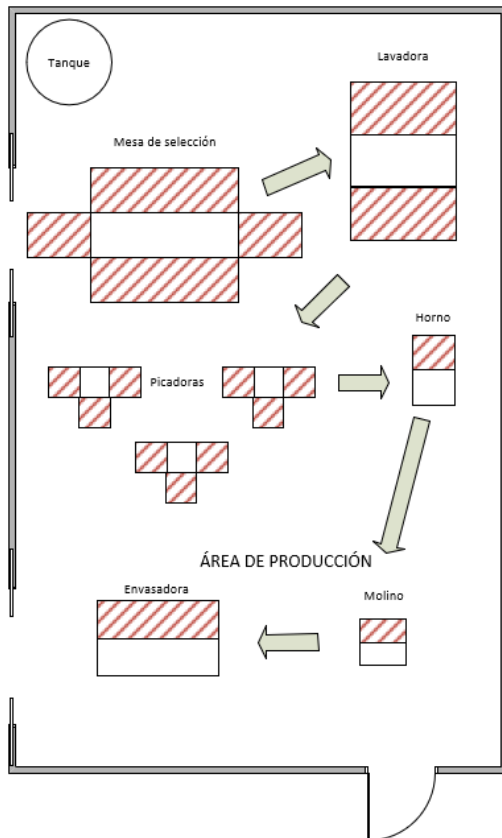 Tanque
Lavadora
Mesa de selección
Horno
Picadoras
ÁREA DE PRODUCCIÓN
Envasadora
Molino